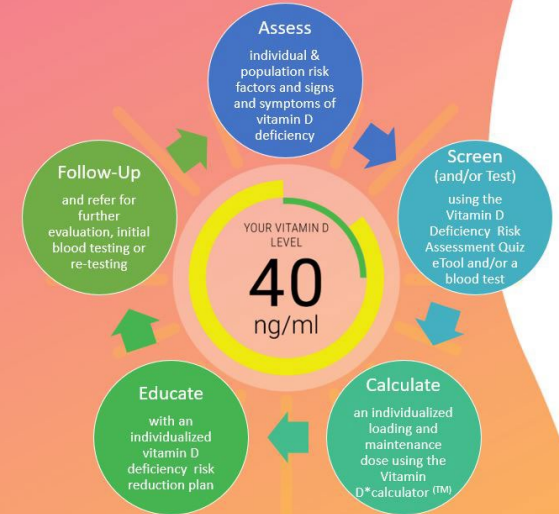 Assess
individual &
population risk
factors and signs
and symptoms of
vitamin D
deficiency
Screen
(and/or Test)
using the
Vitamin D
Deficiency Risk
Assessment Quiz
eTool and/or a
blood test
Calculate
an individualized
loading and
maintenance
dose using the
Vitamin
D*calculator (TM)
Educate
with an
individualized
vitamin D
deficiency risk
reduction plan
Follow-Up
and refer for
further
evaluation, initial
blood testing or
re-testing
YOUR VITAMIN D
LEVEL
40
ng/ml